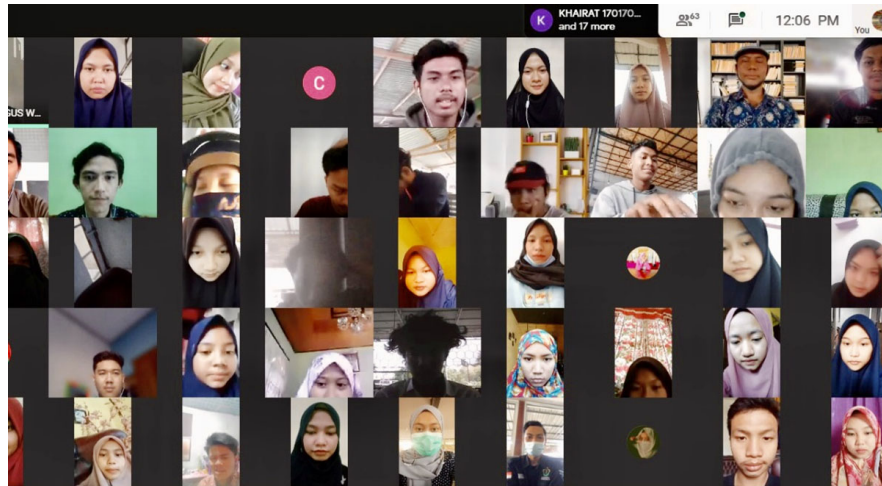 K
KHAIRAT 170170...
and 17 more
63
12:06 PM
You
C
GUS W...